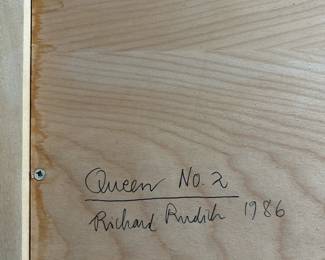 Queen No. 2
Richard Rudich 1986